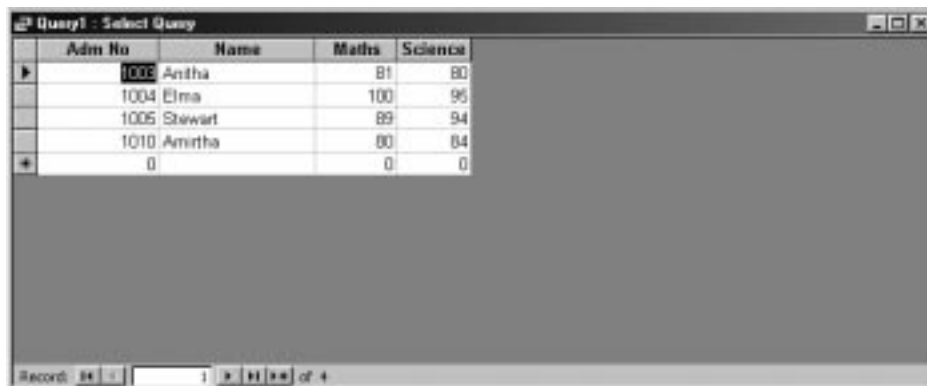 Query1 : Select Query
Adm No Name Maths Science
1003 Anitha 81 80
1004 Elma 100 95
1005 Stewart 89 94
1010 Amirtha 80 84
0 0 0
Record: 1 of 4